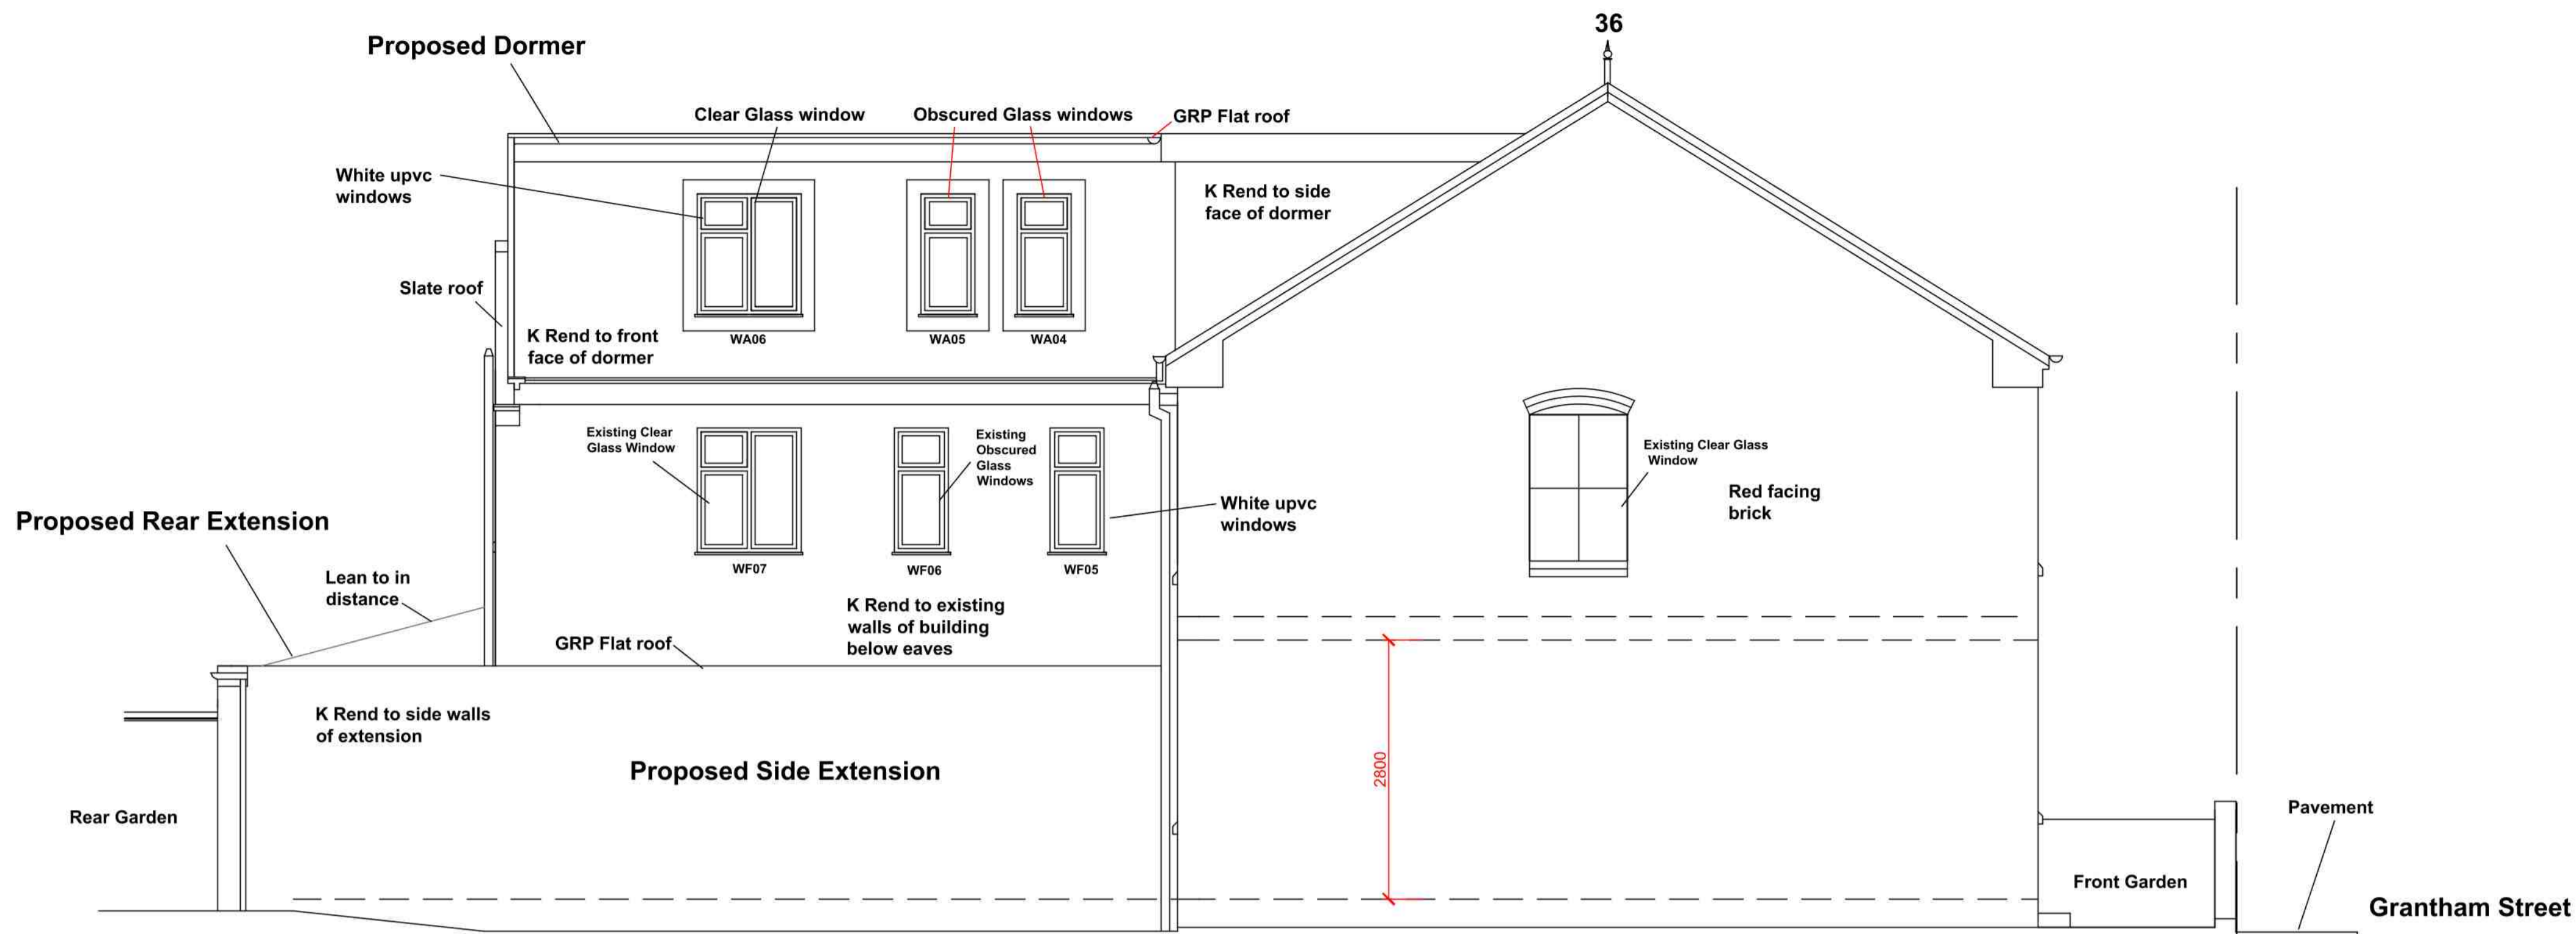 36
Proposed Dormer
Clear Glass window
Obscured Glass windows
GRP Flat roof
White upvc
windows
K Rend to side
face of dormer
Slate roof
K Rend to front
face of dormer
WA06
WA05
WA04
Existing Clear
Glass Window
Existing
Obscured
Glass
Windows
Existing Clear Glass
Window
Red facing
brick
White upvc
windows
Proposed Rear Extension
WF07
WF06
WF05
Lean to in
distance
K Rend to existing
walls of building
below eaves
GRP Flat roof
K Rend to side walls
of extension
Proposed Side Extension
2800
Rear Garden
Pavement
Front Garden
Grantham Street